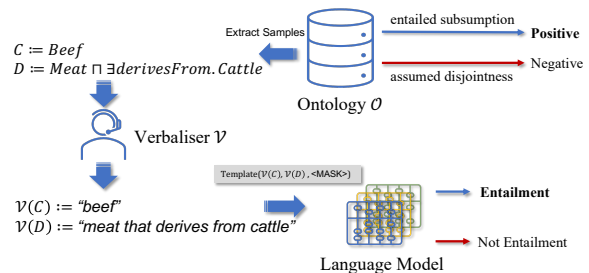 Extract Samples
entailed subsumption
Positive
C ≔ Beef
D ≔ Meat ⊓ ∃derivesFrom.Cattle
assumed disjointness
Negative
Ontology 𝒪
Verbaliser 𝒱
Template(𝒱(C), 𝒱(D) , <MASK>)
𝒱(C) ≔ “beef”
𝒱(D) ≔ “meat that derives from cattle”
Entailment
Not Entailment
Language Model